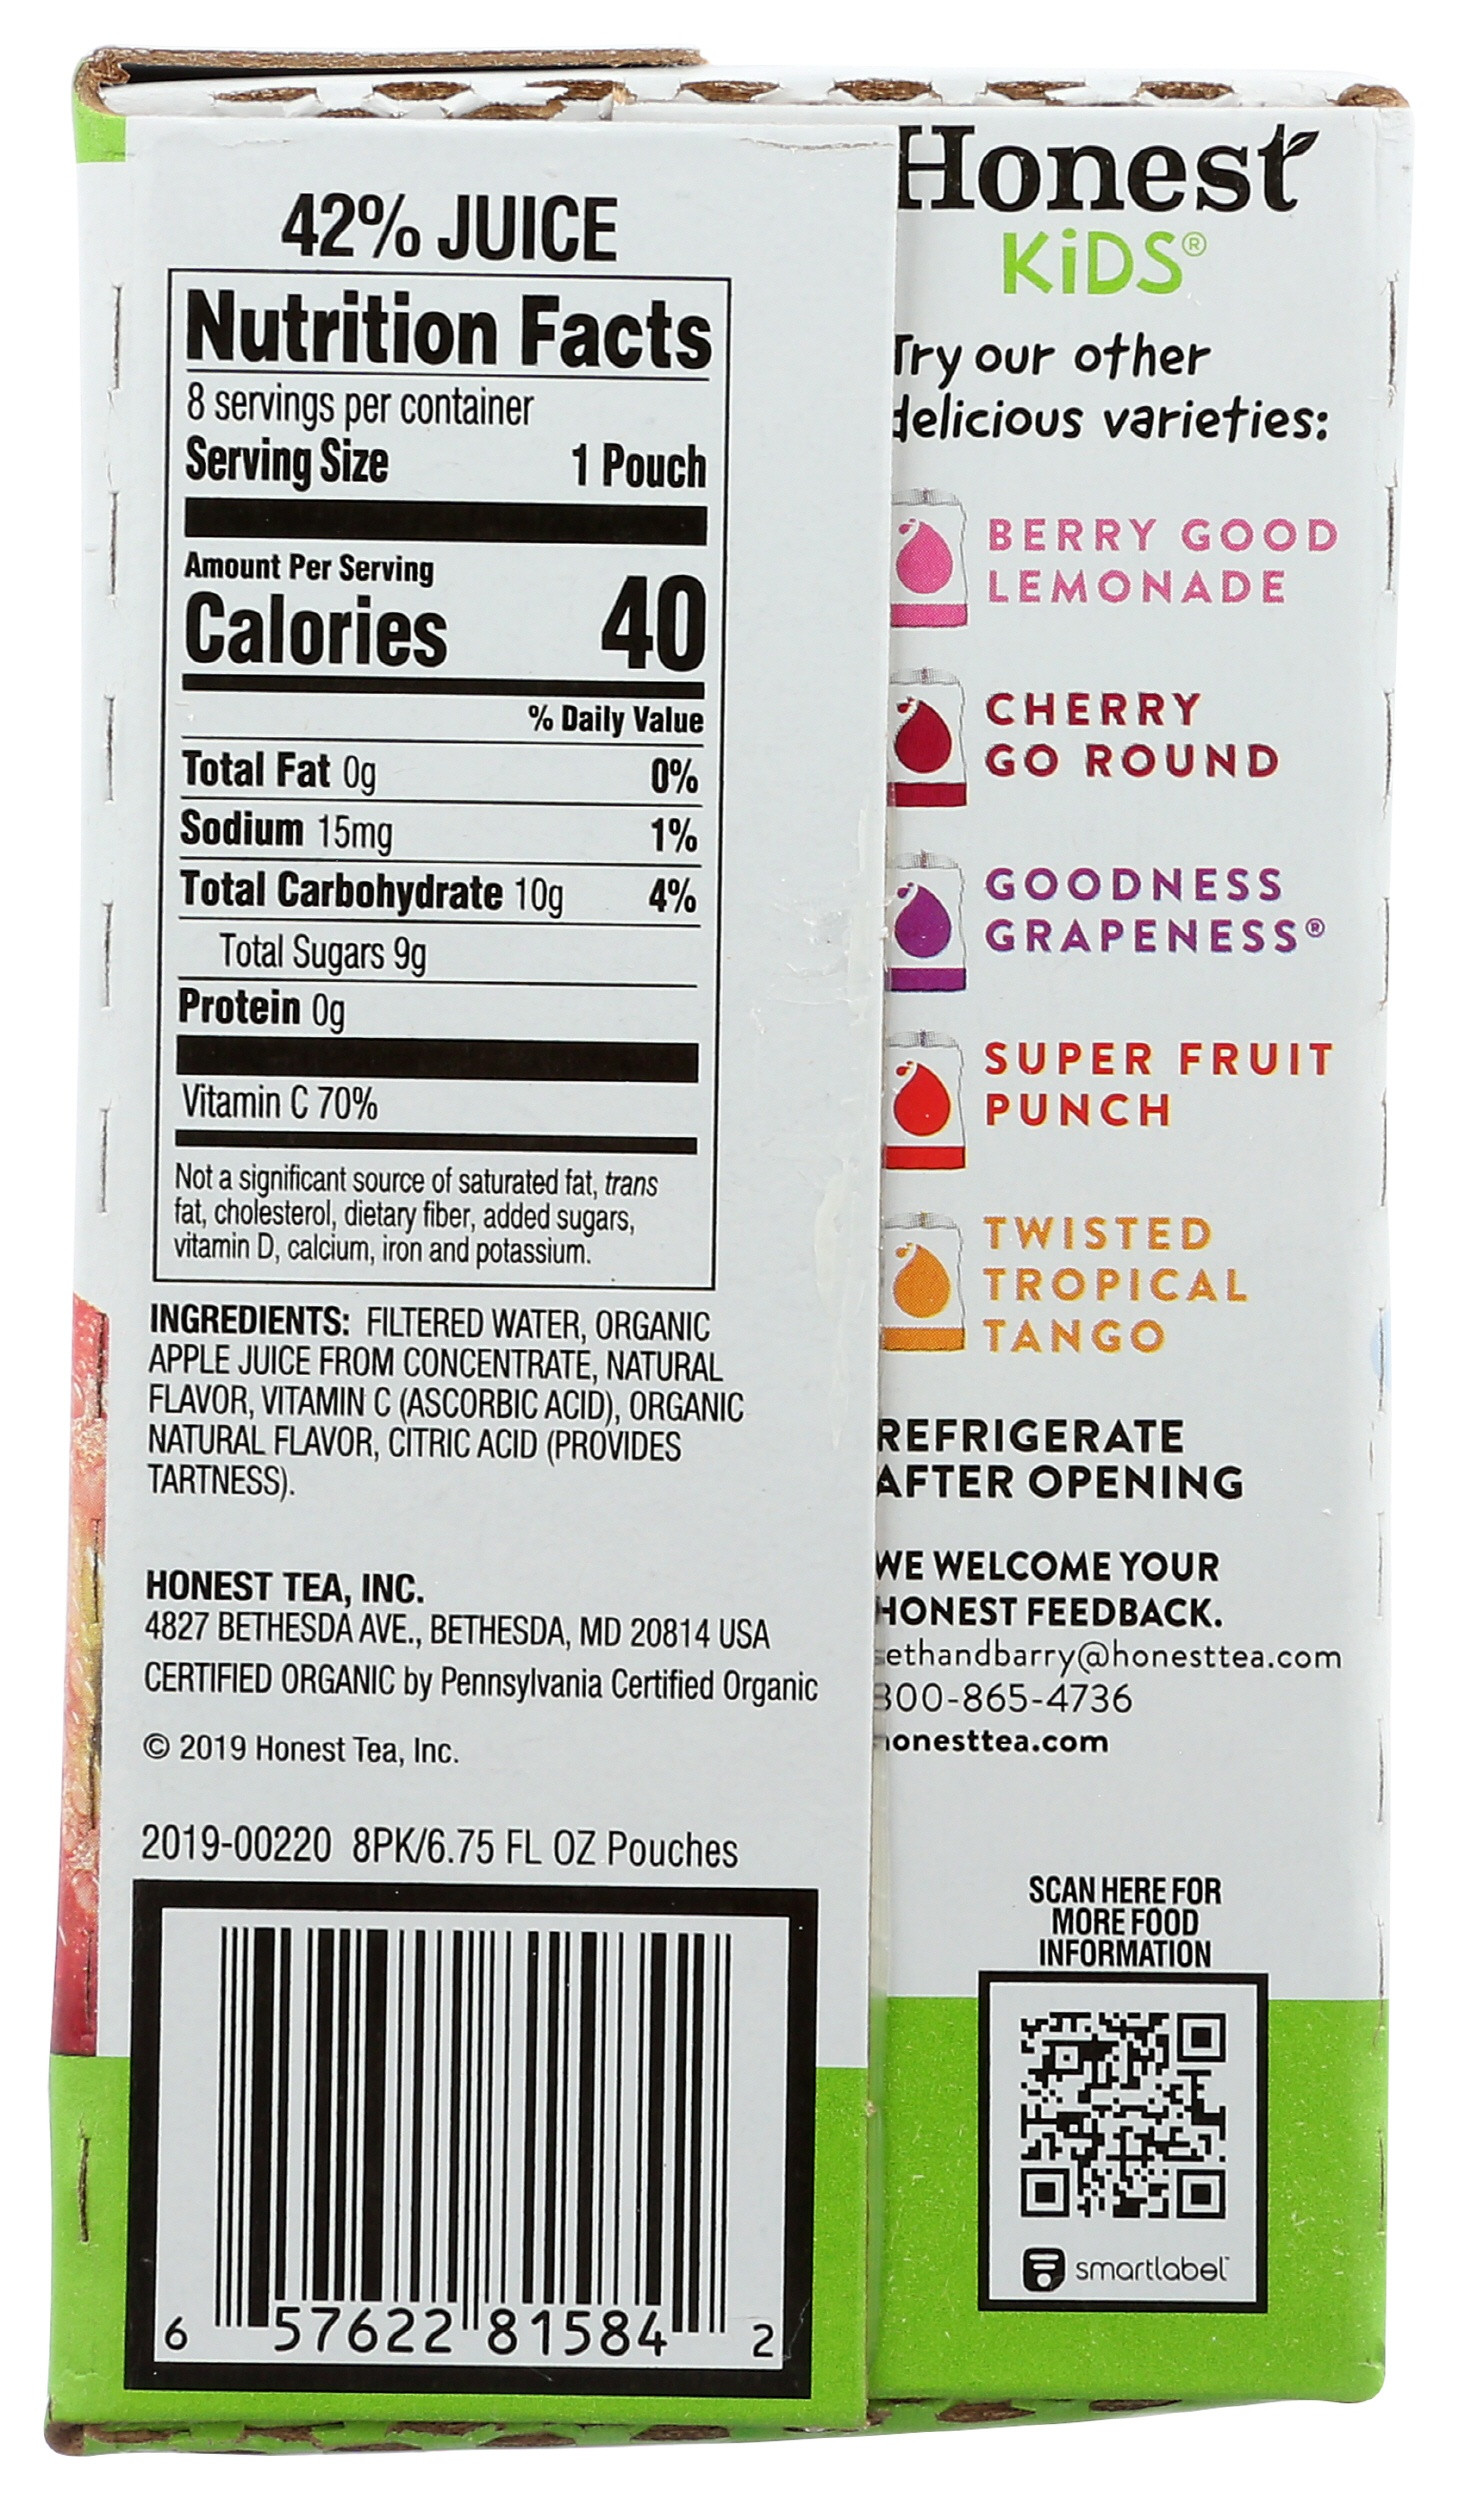 42% JUICE
Nutrition Facts
8 servings per container
Serving Size 1 Pouch
Amount Per Serving
Calories 40
% Daily Value
Total Fat 0g 0%
Sodium 15mg 1%
Total Carbohydrate 10g 4%
Total Sugars 9g
Protein 0g
Vitamin C 70%
Not a significant source of saturated fat, trans
fat, cholesterol, dietary fiber, added sugars,
vitamin D, calcium, iron and potassium.
INGREDIENTS: FILTERED WATER, ORGANIC
APPLE JUICE FROM CONCENTRATE, NATURAL
FLAVOR, VITAMIN C (ASCORBIC ACID), ORGANIC
NATURAL FLAVOR, CITRIC ACID (PROVIDES
TARTNESS).
HONEST TEA, INC.
4827 BETHESDA AVE., BETHESDA, MD 20814 USA
CERTIFIED ORGANIC by Pennsylvania Certified Organic
© 2019 Honest Tea, Inc.
2019-00220 8PK/6.75 FL OZ Pouches
6 57622 81584 2
Honest
KiDS®
Try our other
delicious varieties:
BERRY GOOD
LEMONADE
CHERRY
GO ROUND
GOODNESS
GRAPENESS®
SUPER FRUIT
PUNCH
TWISTED
TROPICAL
TANGO
REFRIGERATE
AFTER OPENING
WE WELCOME YOUR
HONEST FEEDBACK.
sethandbarry@honesttea.com
800-865-4736
honesttea.com
SCAN HERE FOR
MORE FOOD
INFORMATION
smartlabel™